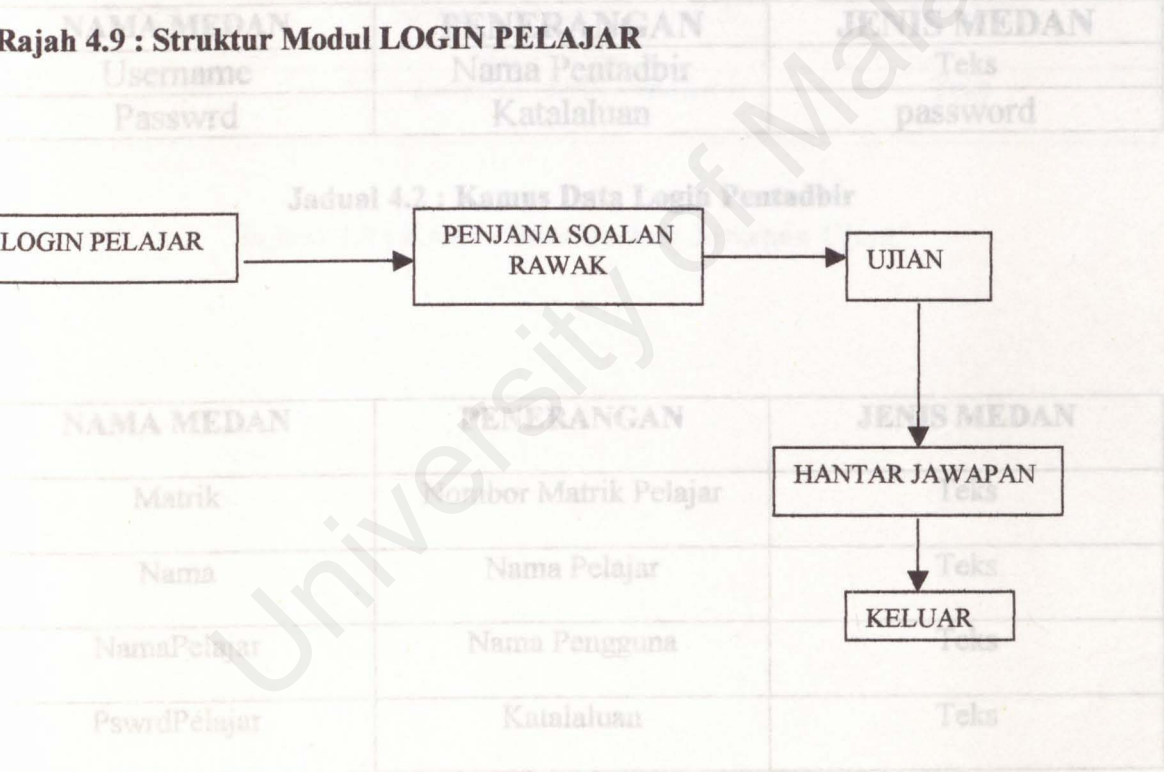 NAMA MEDAN PENERANGAN JENIS MEDAN
Rajah 4.9 : Struktur Modul LOGIN PELAJAR
Username Nama Pentadbir Teks
Passwrd Katalaluan password
Jadual 4.2 : Kamus Data Login Pentadbir
LOGIN PELAJAR
PENJANA SOALAN
RAWAK
UJIAN
NAMA MEDAN PENERANGAN JENIS MEDAN
HANTAR JAWAPAN
Matrik Nombor Matrik Pelajar Teks
Nama Nama Pelajar Teks
KELUAR
NamaPelajar Nama Pengguna Teks
PswrdPelajar Katalaluan Teks
University of Mala